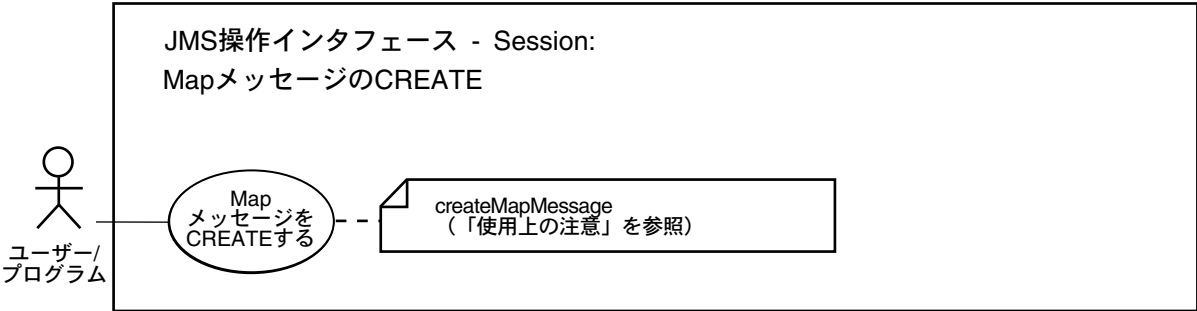 JMS操作インタフェース - Session:
MapメッセージのCREATE
Map
メッセージを
CREATEする
createMapMessage
（「使用上の注意」を参照）
ユーザー/
プログラム